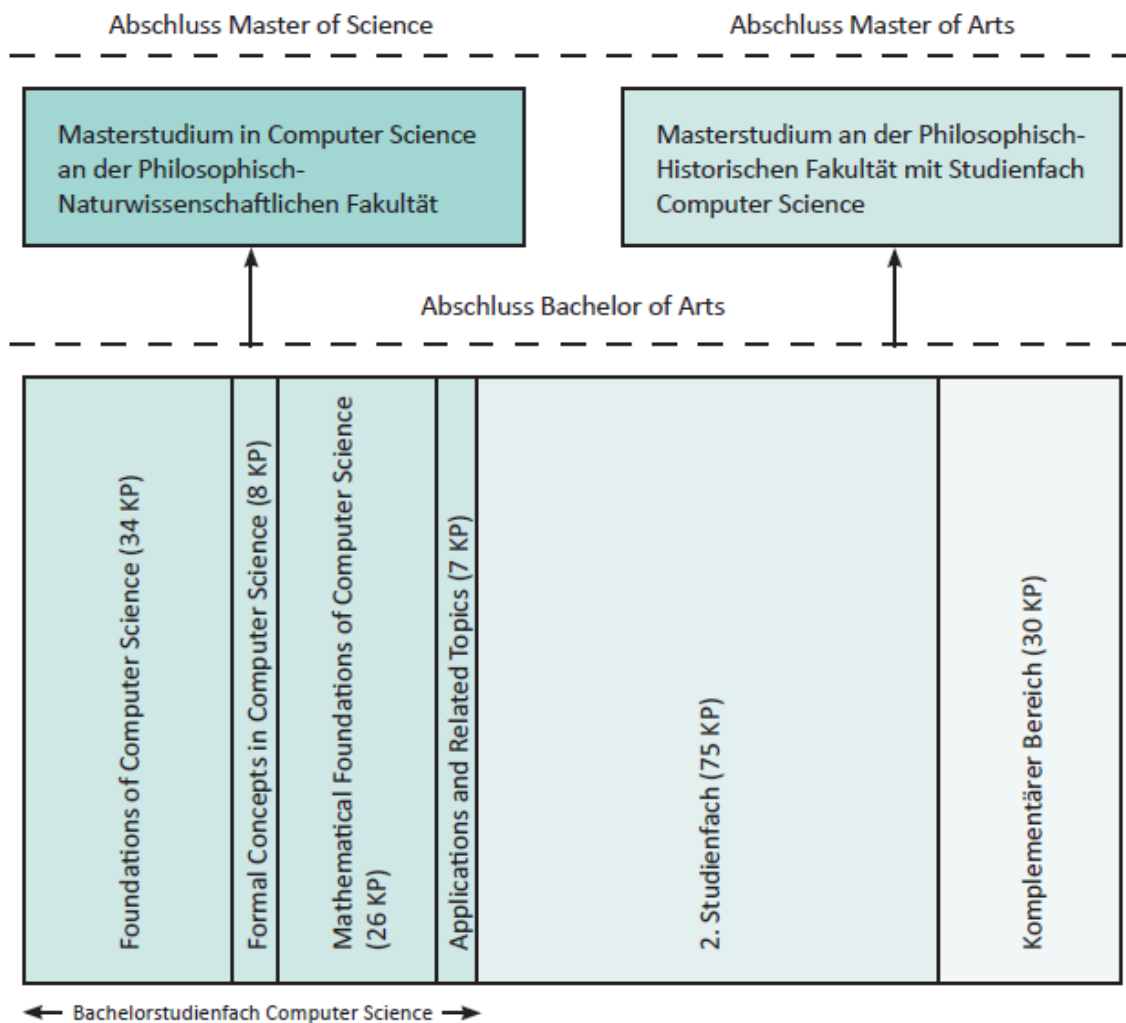 Abschluss Master of Science
Abschluss Master of Arts
Masterstudium in Computer Science
an der Philosophisch-
Naturwissenschaftlichen Fakultät
Masterstudium an der Philosophisch-
Historischen Fakultät mit Studienfach
Computer Science
Abschluss Bachelor of Arts
Foundations of Computer Science (34 KP)
Formal Concepts in Computer Science (8 KP)
Mathematical Foundations of Computer Science
(26 KP)
Applications and Related Topics (7 KP)
2. Studienfach (75 KP)
Komplementärer Bereich (30 KP)
Bachelorstudienfach Computer Science